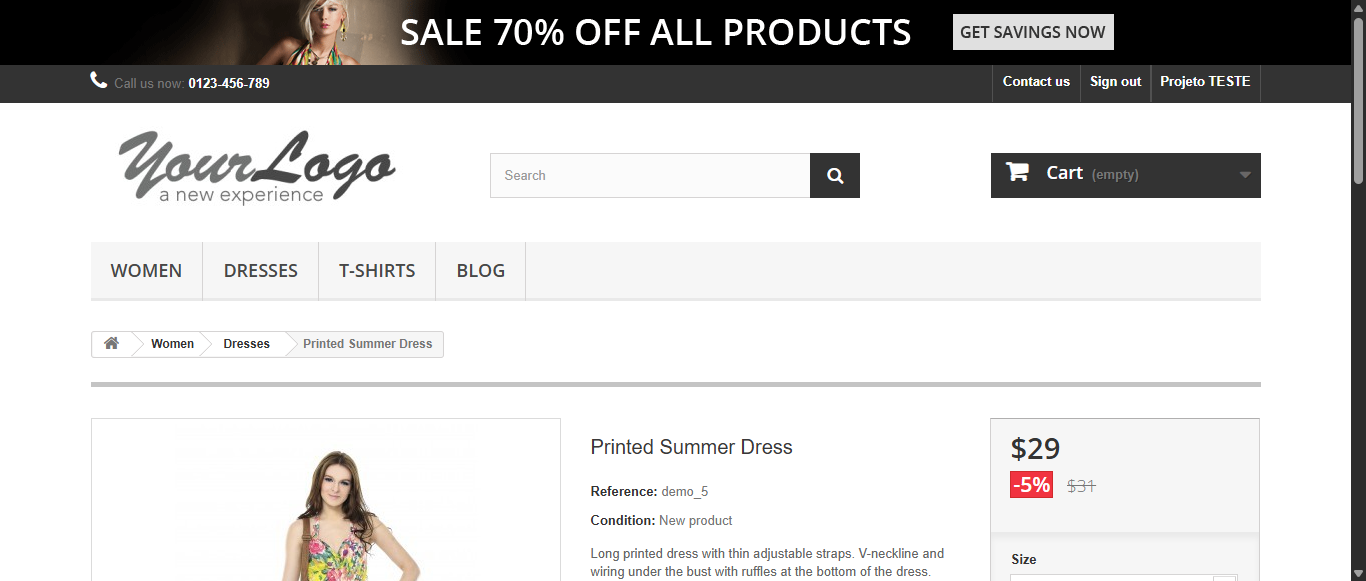 SALE 70% OFF ALL PRODUCTS
GET SAVINGS NOW
Call us now: 0123-456-789
Contact us
Sign out
Projeto TESTE
YourLogo
a new experience
Search
Cart (empty)
WOMEN
DRESSES
T-SHIRTS
BLOG
Women
Dresses
Printed Summer Dress
Printed Summer Dress
Reference: demo_5
Condition: New product
Long printed dress with thin adjustable straps. V-neckline and
wiring under the bust with ruffles at the bottom of the dress.
$29
-5% $31
Size